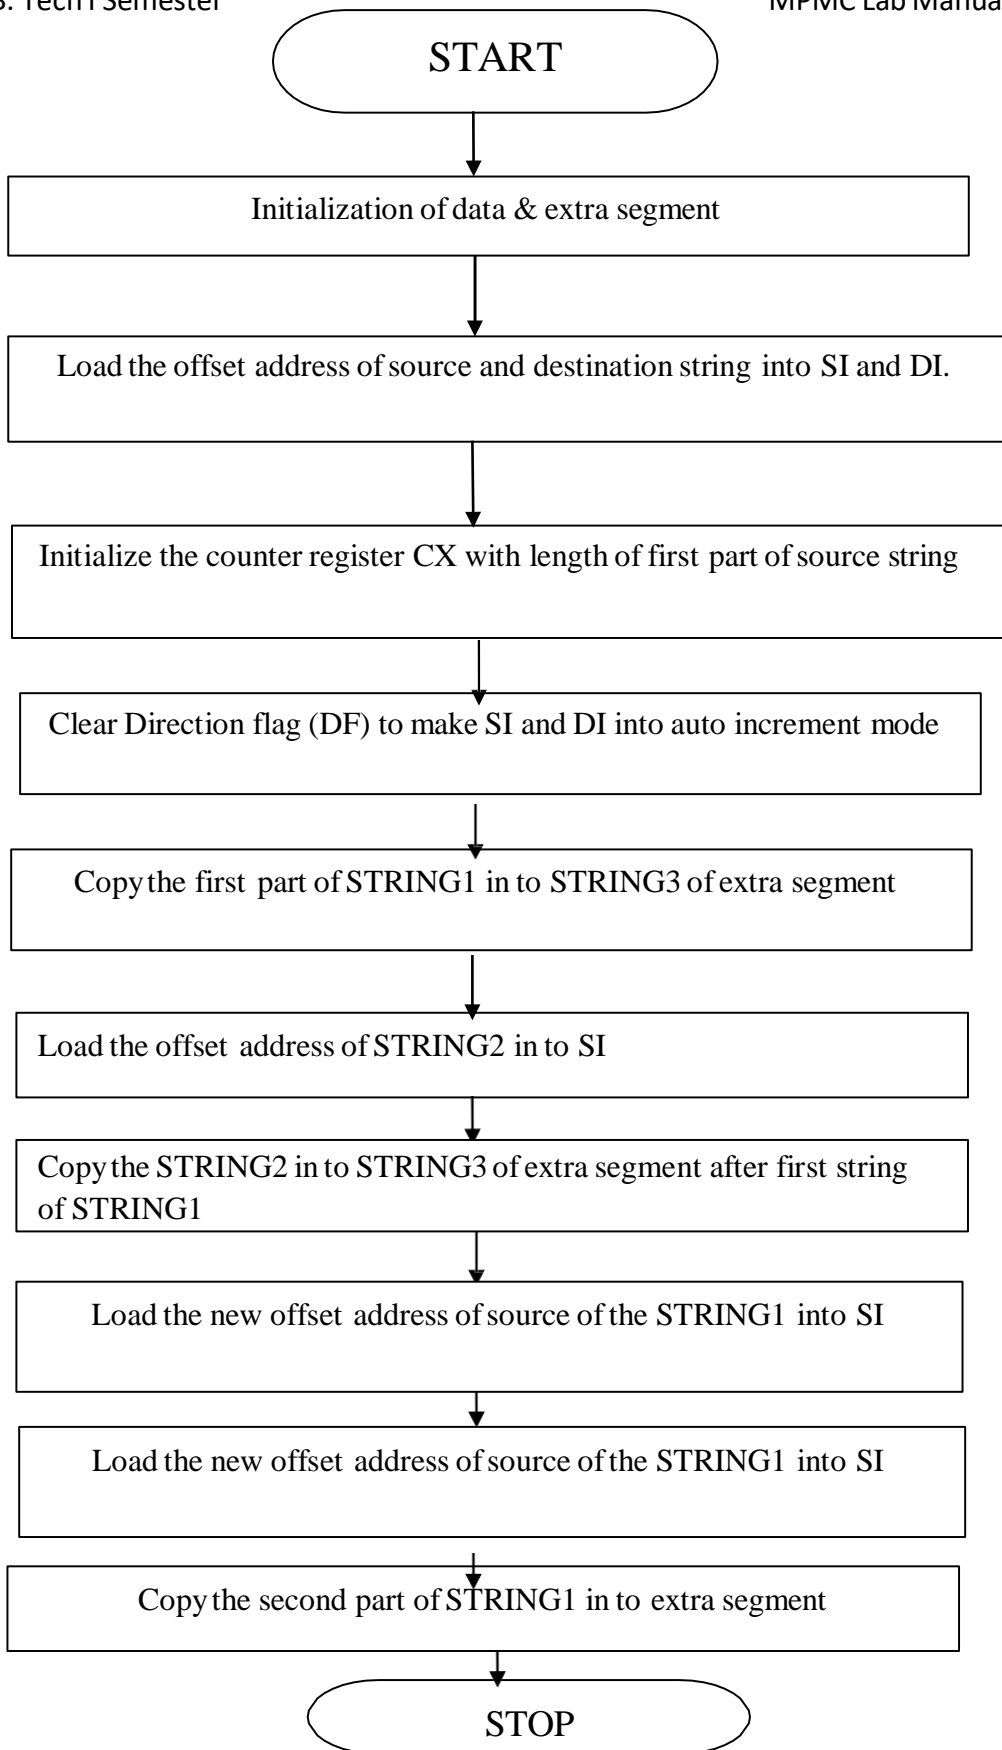 . Tech I Semester MPMC Lab Manua
START
Initialization of data & extra segment
Load the offset address of source and destination string into SI and DI.
Initialize the counter register CX with length of first part of source string
Clear Direction flag (DF) to make SI and DI into auto increment mode
Copy the first part of STRING1 in to STRING3 of extra segment
Load the offset address of STRING2 in to SI
Copy the STRING2 in to STRING3 of extra segment after first string
of STRING1
Load the new offset address of source of the STRING1 into SI
Load the new offset address of source of the STRING1 into SI
Copy the second part of STRING1 in to extra segment
STOP